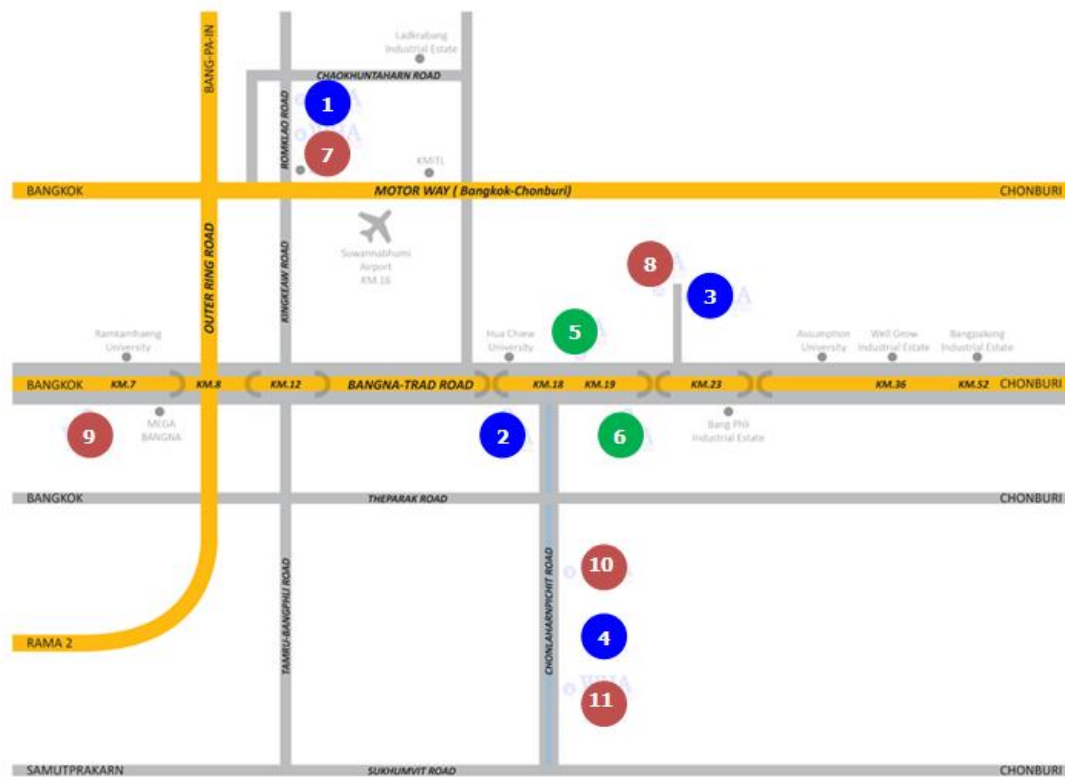 BANG-PA-IN
Ladkrabang
Industrial Estate
CHAOKHUNTAHARN ROAD
ROMKLAO ROAD
1
7
KMITL
BANGKOK
MOTOR WAY ( Bangkok-Chonburi)
CHONBURI
OUTER RING ROAD
KINGKEAW ROAD
Suwannabhumi
Airport
KM.16
8
3
5
Ramkamhaeng
University
Hua Chiew
University
Assumption
University
Well Grow
Industrial Estate
Bangpakong
Industrial Estate
BANGKOK
KM.7
KM.8
KM.12
BANGNA-TRAD ROAD
KM.18
KM.19
KM.23
KM.36
KM.52
CHONBURI
9
MEGA
BANGNA
2
6
Bang Phli
Industrial Estate
BANGKOK
THEPARAK ROAD
CHONBURI
TAMRU-BANGPHLI ROAD
CHONLAHARNPICHIT ROAD
10
4
11
RAMA 2
SAMUTPRAKARN
SUKHUMVIT ROAD
CHONBURI